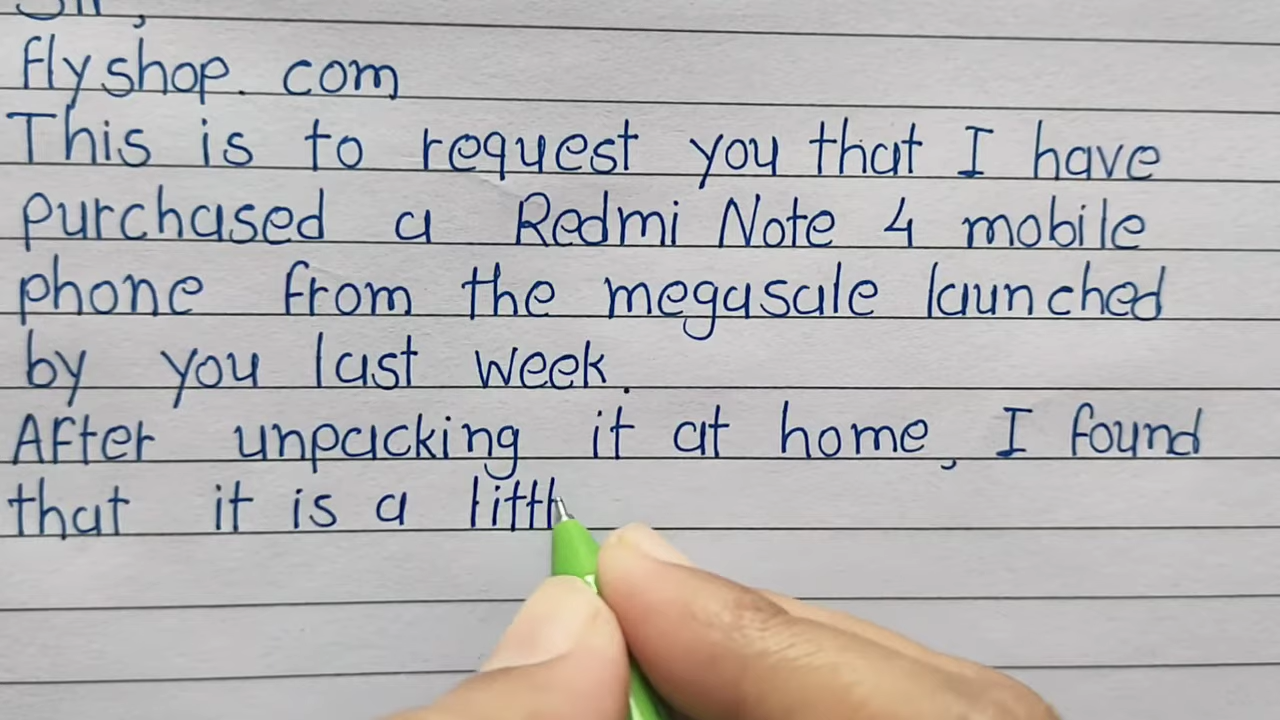 Flyshop. com
This is to request you that I have
purchased a Redmi Note 4 mobile
phone from the megasale launched
by you last week.
After unpacking it at home, I found
that it is a